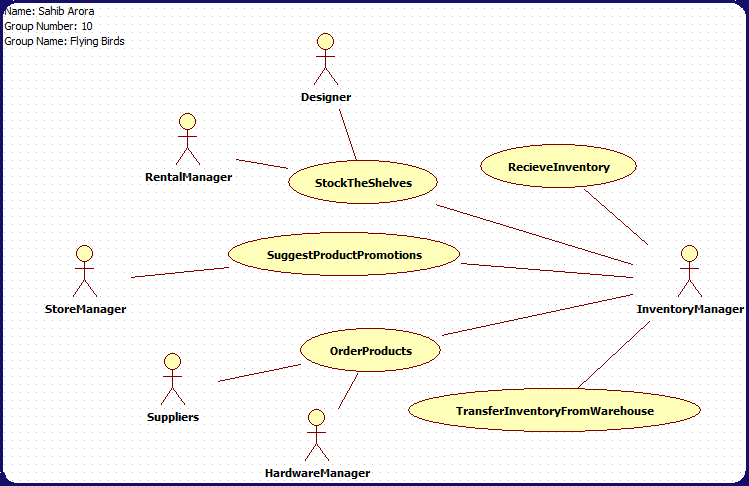 Name: Sahib Arora
Group Number: 10
Group Name: Flying Birds
Designer
RentalManager
StockTheShelves
RecieveInventory
SuggestProductPromotions
StoreManager
InventoryManager
OrderProducts
Suppliers
TransferInventoryFromWarehouse
HardwareManager